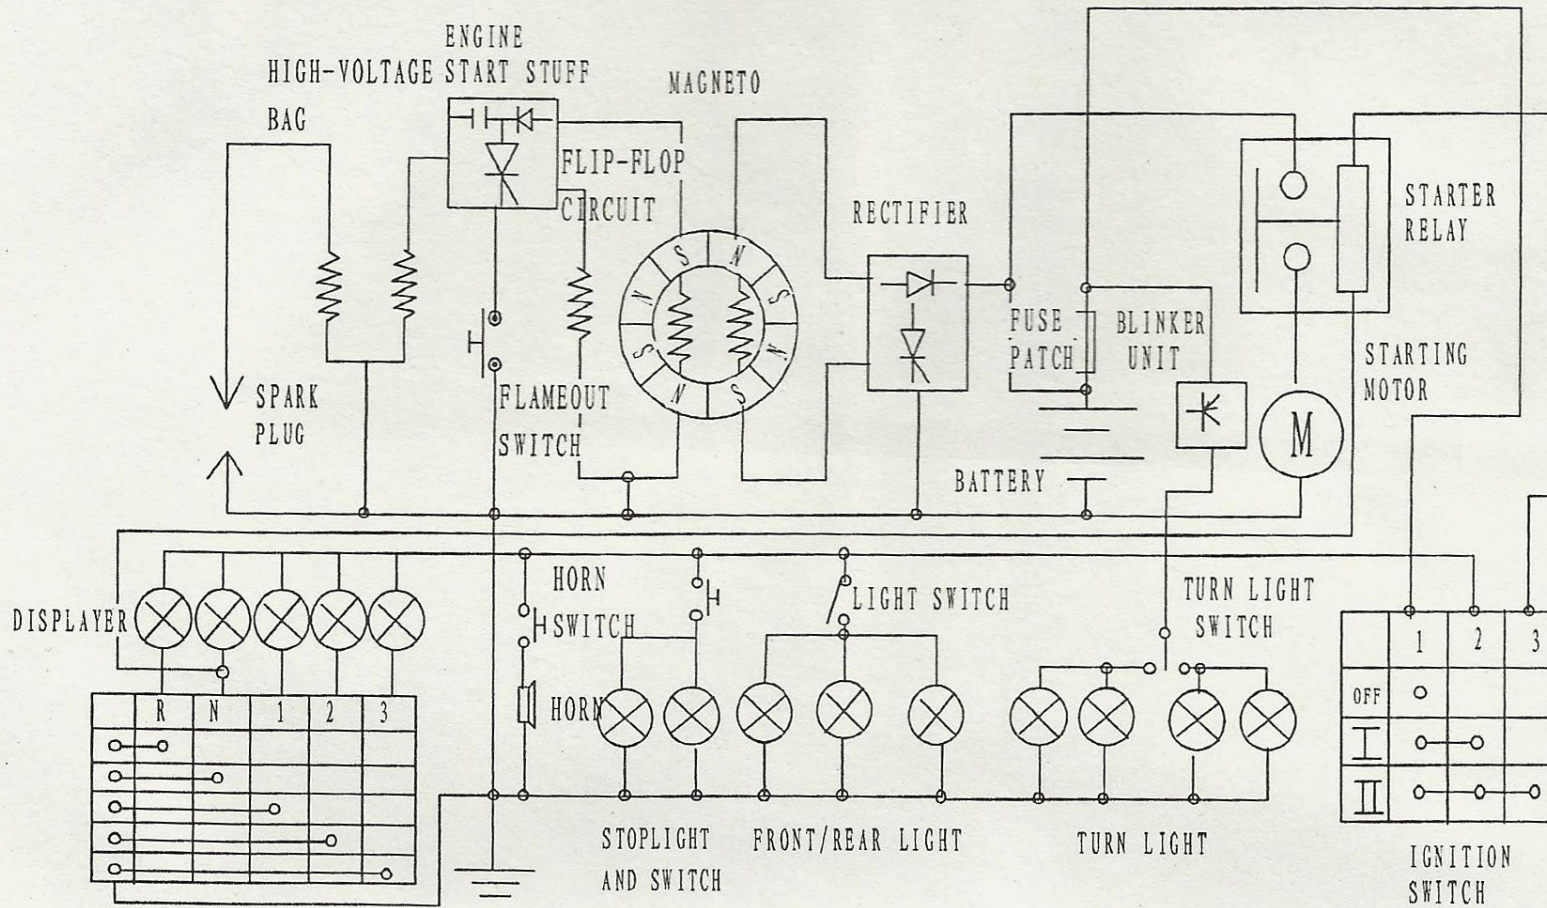 ENGINE
HIGH-VOLTAGE START STUFF
BAG
MAGNETO
FLIP-FLOP
CIRCUIT
RECTIFIER
STARTER
RELAY
S N
N S
N S
S N
N S
FUSE
PATCH
BLINKER
UNIT
STARTING
MOTOR
SPARK
PLUG
FLAMEOUT
SWITCH
M
BATTERY
HORN
SWITCH
LIGHT SWITCH
TURN LIGHT
SWITCH
DISPLAYER
HORN
1 2 3
OFF
I
II
R N 1 2 3
STOPLIGHT
AND SWITCH
FRONT/REAR LIGHT
TURN LIGHT
IGNITION
SWITCH